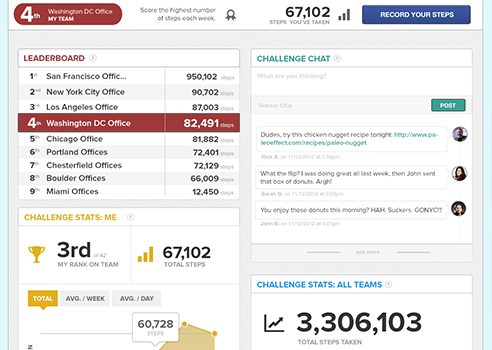 4th Washington DC Office
MY TEAM
Score the highest number
of steps each week.
67,102
STEPS YOU'VE TAKEN
RECORD YOUR STEPS
LEADERBOARD ?
1st San Francisco Offic... 950,102 steps
2nd New York City Office 90,702 steps
3rd Los Angeles Office 87,003 steps
4th Washington DC Office 82,491 steps
5th Chicago Office 81,882 steps
6th Portland Offices 72,401 steps
7th Chesterfield Offices 72,129 steps
8th Boulder Offices 66,009 steps
9th Miami Offices 12,450 steps
CHALLENGE STATS: ME ?
3rd of 42
MY RANK ON TEAM
67,102
TOTAL STEPS
TOTAL AVG. / WEEK AVG. / DAY
60,728
STEPS
CHALLENGE CHAT ?
What are you thinking?
Refresh Chat POST
Dudes, try this chicken nugget recipe tonight: http://www.pa-
leoeffect.com/recipes/paleo-nugget
Rick A. on 11/12/2012 at 3:58pm
What the flip? I was doing great all last week, then John sent
that box of donuts. Argh!
Sarah G. on 11/12/2012 at 3:58pm
You enjoy those donuts this morning? HAH. Suckers. GONYC!!!
John D. on 11/12/2012 at 4:01pm
see more
CHALLENGE STATS: ALL TEAMS ?
3,306,103
TOTAL STEPS TAKEN